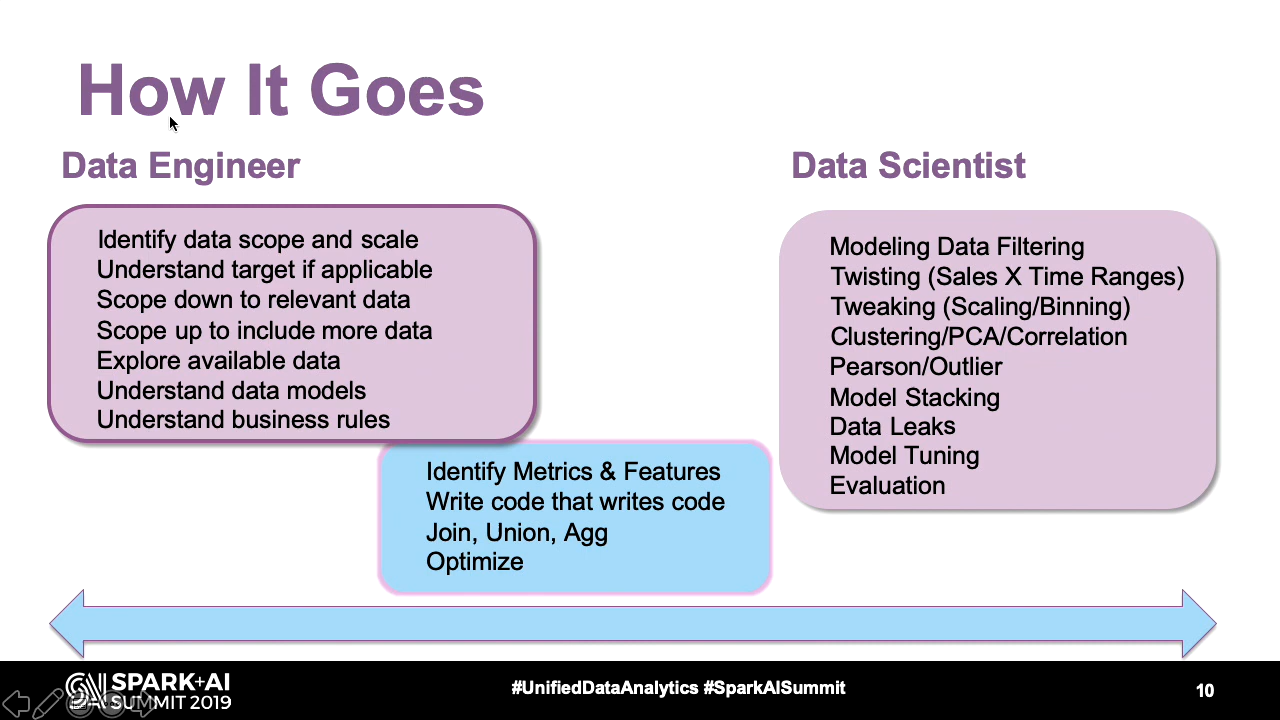 How It Goes
Data Engineer
Identify data scope and scale
Understand target if applicable
Scope down to relevant data
Scope up to include more data
Explore available data
Understand data models
Understand business rules
Identify Metrics & Features
Write code that writes code
Join, Union, Agg
Optimize
Data Scientist
Modeling Data Filtering
Twisting (Sales X Time Ranges)
Tweaking (Scaling/Binning)
Clustering/PCA/Correlation
Pearson/Outlier
Model Stacking
Data Leaks
Model Tuning
Evaluation
SPARK+AI
SUMMIT 2019
#UnifiedDataAnalytics #SparkAISummit
10